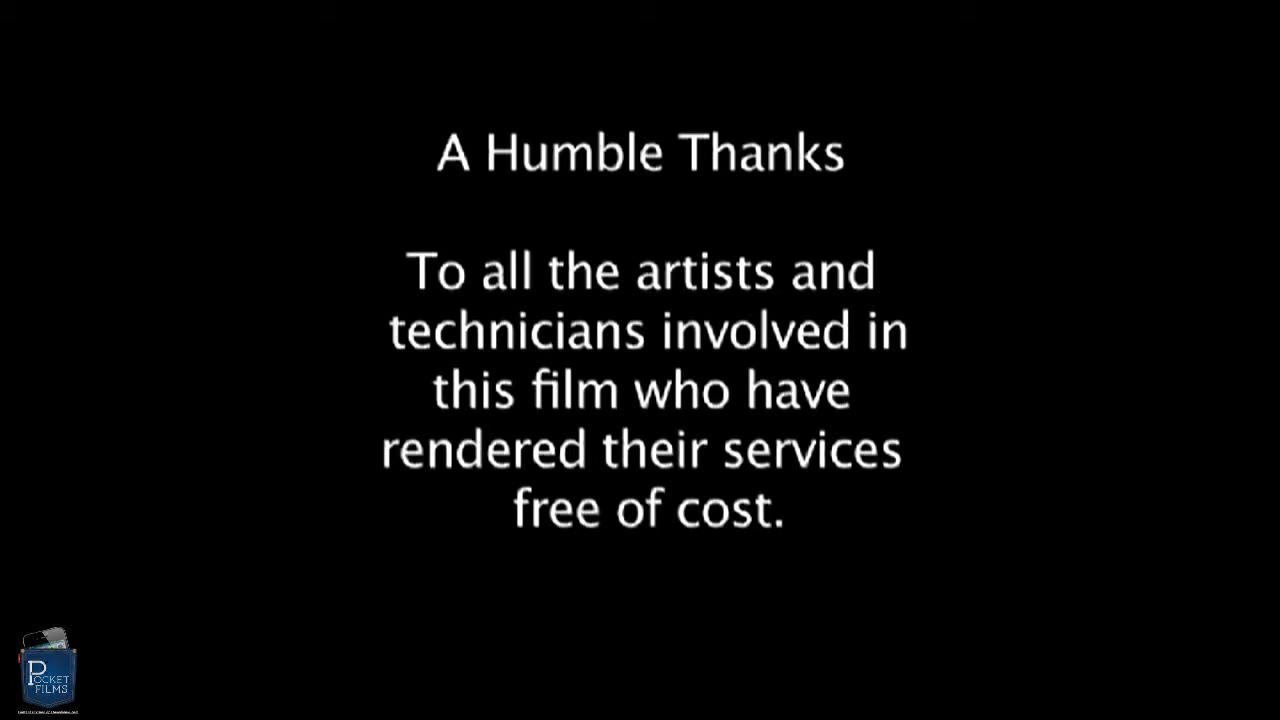 A Humble Thanks
To all the artists and
technicians involved in
this film who have
rendered their services
free of cost.
POCKET
FILMS